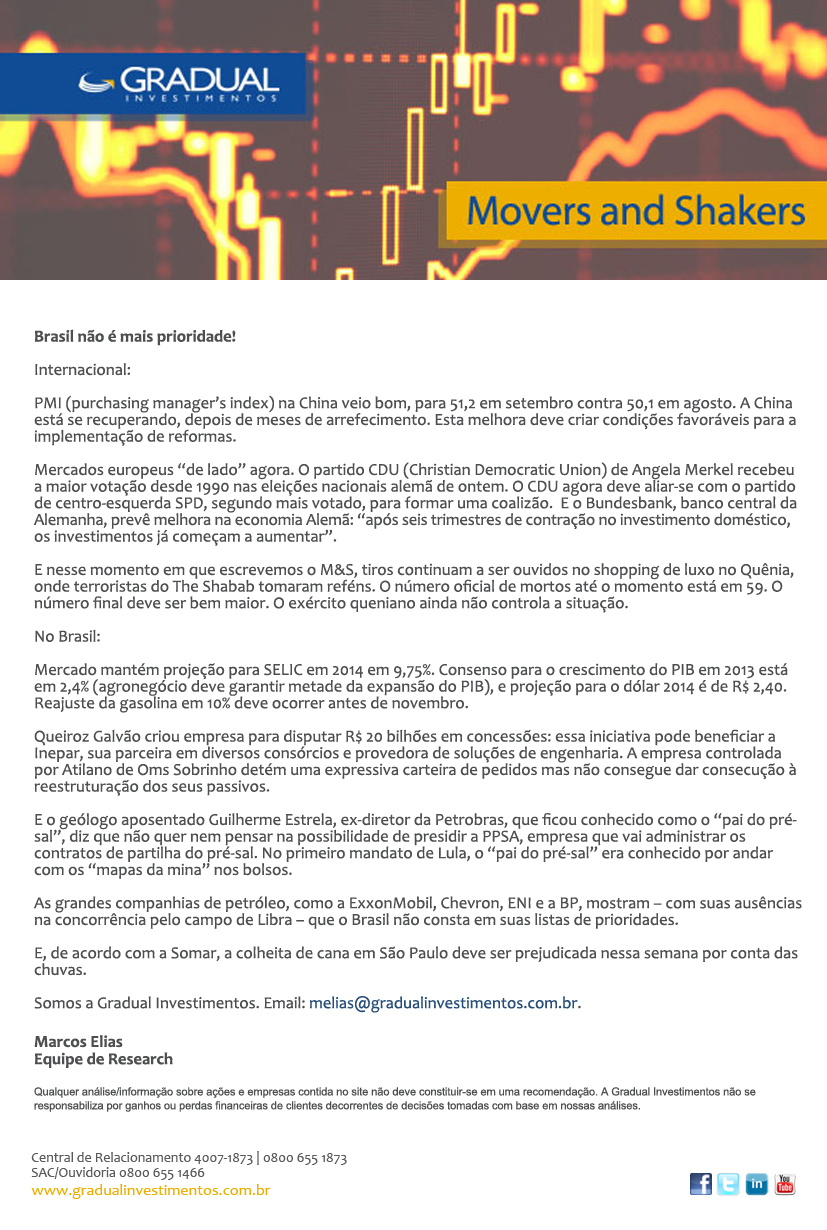 GRADUAL
INVESTIMENTOS
Movers and Shakers
Brasil não é mais prioridade!
Internacional:
PMI (purchasing manager’s index) na China veio bom, para 51,2 em setembro contra 50,1 em agosto. A China
está se recuperando, depois de meses de arrefecimento. Esta melhora deve criar condições favoráveis para a
implementação de reformas.
Mercados europeus “de lado” agora. O partido CDU (Christian Democratic Union) de Angela Merkel recebeu
a maior votação desde 1990 nas eleições nacionais alemã de ontem. O CDU agora deve aliar-se com o partido
de centro-esquerda SPD, segundo mais votado, para formar uma coalizão. E o Bundesbank, banco central da
Alemanha, prevê melhora na economia Alemã: “após seis trimestres de contração no investimento doméstico,
os investimentos já começam a aumentar”.
E nesse momento em que escrevemos o M&S, tiros continuam a ser ouvidos no shopping de luxo no Quênia,
onde terroristas do The Shabab tomaram reféns. O número oficial de mortos até o momento está em 59. O
número final deve ser bem maior. O exército queniano ainda não controla a situação.
No Brasil:
Mercado mantém projeção para SELIC em 2014 em 9,75%. Consenso para o crescimento do PIB em 2013 está
em 2,4% (agronegócio deve garantir metade da expansão do PIB), e projeção para o dólar 2014 é de R$ 2,40.
Reajuste da gasolina em 10% deve ocorrer antes de novembro.
Queiroz Galvão criou empresa para disputar R$ 20 bilhões em concessões: essa iniciativa pode beneficiar a
Inepar, sua parceira em diversos consórcios e provedora de soluções de engenharia. A empresa controlada
por Atilano de Oms Sobrinho detém uma expressiva carteira de pedidos mas não consegue dar consecução à
reestruturação dos seus passivos.
E o geólogo aposentado Guilherme Estrela, ex-diretor da Petrobras, que ficou conhecido como o “pai do pré-
sal”, diz que não quer nem pensar na possibilidade de presidir a PPSA, empresa que vai administrar os
contratos de partilha do pré-sal. No primeiro mandato de Lula, o “pai do pré-sal” era conhecido por andar
com os “mapas da mina” nos bolsos.
As grandes companhias de petróleo, como a ExxonMobil, Chevron, ENI e a BP, mostram – com suas ausências
na concorrência pelo campo de Libra – que o Brasil não consta em suas listas de prioridades.
E, de acordo com a Somar, a colheita de cana em São Paulo deve ser prejudicada nessa semana por conta das
chuvas.
Somos a Gradual Investimentos. Email: melias@gradualinvestimentos.com.br.
Marcos Elias
Equipe de Research
Qualquer análise/informação sobre ações e empresas contida no site não deve constituir-se em uma recomendação. A Gradual Investimentos não se
responsabiliza por ganhos ou perdas financeiras de clientes decorrentes de decisões tomadas com base em nossas análises.
Central de Relacionamento 4007-1873 | 0800 655 1873
SAC/Ouvidoria 0800 655 1466
www.gradualinvestimentos.com.br
f t in You Tube